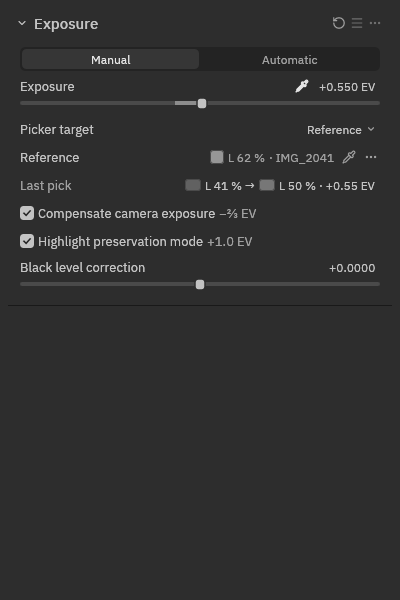 Exposure
Manual Automatic
Exposure +0.550 EV
Picker target Reference
Reference L 62 % · IMG_2041
Last pick L 41 % → L 50 % · +0.55 EV
Compensate camera exposure −⅔ EV
Highlight preservation mode +1.0 EV
Black level correction +0.0000